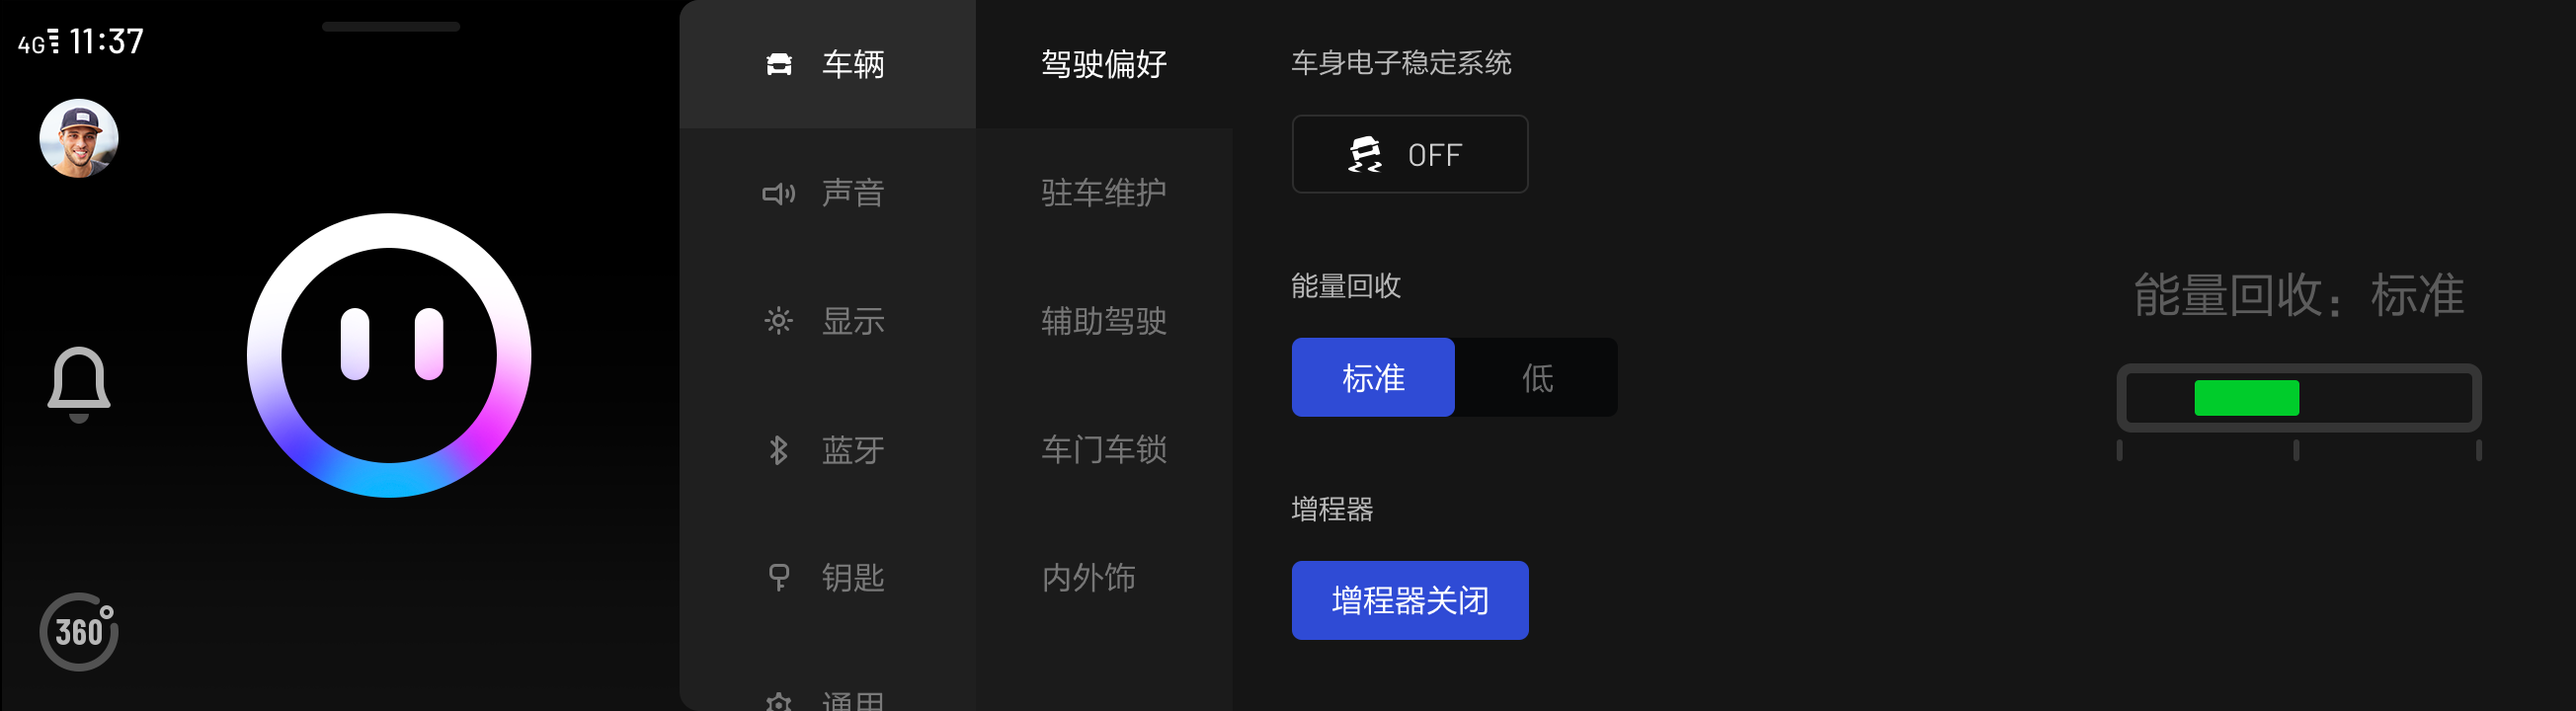 4G 11:37
360°
车辆
声音
显示
蓝牙
钥匙
通用
驾驶偏好
驻车维护
辅助驾驶
车门车锁
内外饰
车身电子稳定系统
OFF
能量回收
标准 低
增程器
增程器关闭
能量回收：标准